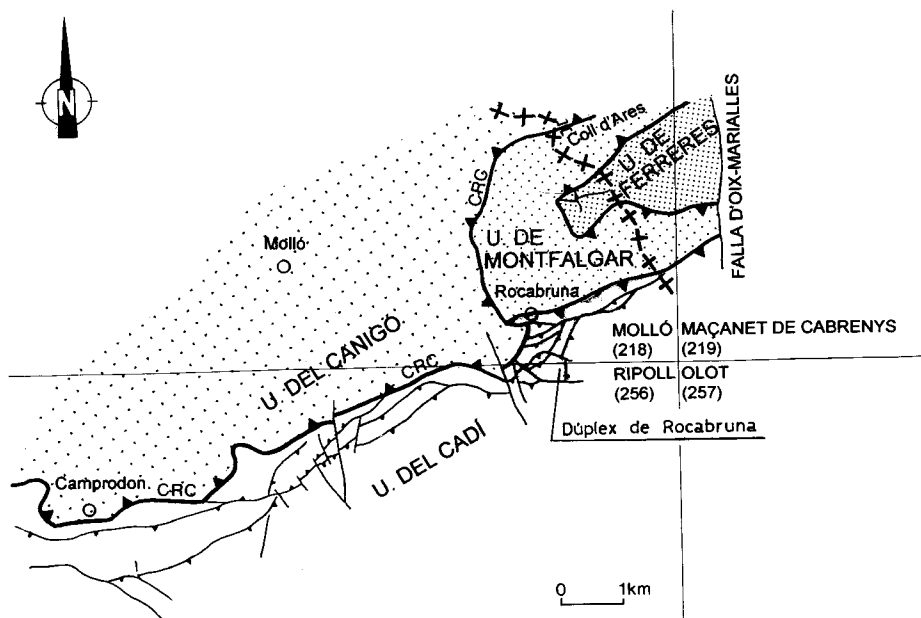 N
Coll d'Ares
U. DE
FERRERES
FALLA D'OIX-MARIALLES
CRG
Molló
U. DE
MONTFALGAR
Rocabruna
MOLLÓ MAÇANET DE CABRENYS
(218) (219)
U. DEL CANIGÓ
CRC
RIPOLL OLOT
(256) (257)
Dúplex de Rocabruna
U. DEL CADÍ
Camprodon.
CRC
0 1km